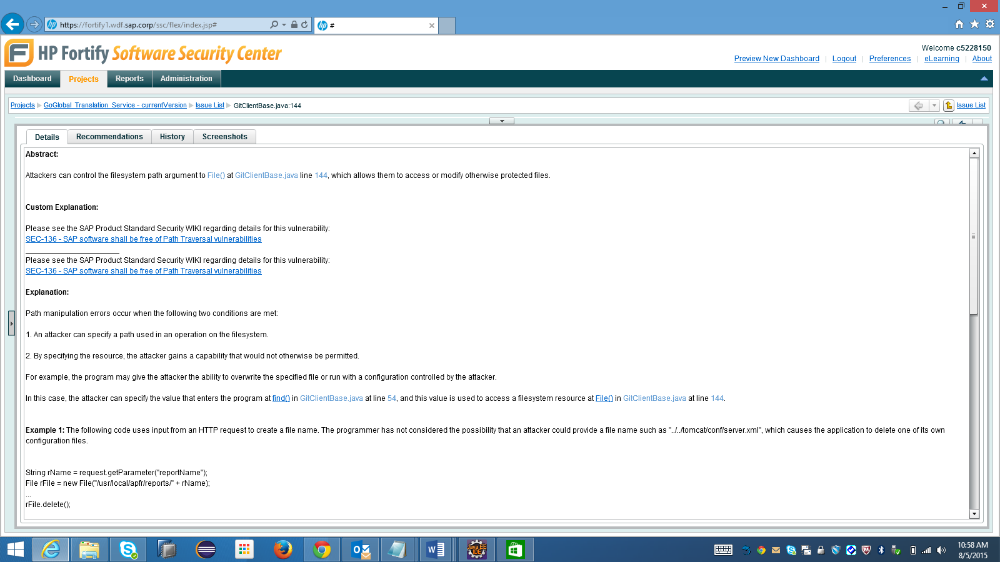 https://fortify1.wdf.sap.corp/ssc/flex/index.jsp#
#
HP Fortify Software Security Center
Welcome c5228150
Preview New Dashboard | Logout | Preferences | eLearning | About
Dashboard Projects Reports Administration
Projects GoGlobal_Translation_Service - currentVersion Issue List GitClientBase.java:144
Issue List
Details Recommendations History Screenshots
Abstract:
Attackers can control the filesystem path argument to File() at GitClientBase.java line 144, which allows them to access or modify otherwise protected files.
Custom Explanation:
Please see the SAP Product Standard Security WIKI regarding details for this vulnerability:
SEC-136 - SAP software shall be free of Path Traversal vulnerabilities
Please see the SAP Product Standard Security WIKI regarding details for this vulnerability:
SEC-136 - SAP software shall be free of Path Traversal vulnerabilities
Explanation:
Path manipulation errors occur when the following two conditions are met:
1. An attacker can specify a path used in an operation on the filesystem.
2. By specifying the resource, the attacker gains a capability that would not otherwise be permitted.
For example, the program may give the attacker the ability to overwrite the specified file or run with a configuration controlled by the attacker.
In this case, the attacker can specify the value that enters the program at find() in GitClientBase.java at line 54, and this value is used to access a filesystem resource at File() in GitClientBase.java at line 144.
Example 1: The following code uses input from an HTTP request to create a file name. The programmer has not considered the possibility that an attacker could provide a file name such as "../../tomcat/conf/server.xml", which causes the application to delete one of its own
configuration files.
String rName = request.getParameter("reportName");
File rFile = new File("/usr/local/apfr/reports/" + rName);
...
rFile.delete();
Java EE
IDE
10:58 AM
8/5/2015